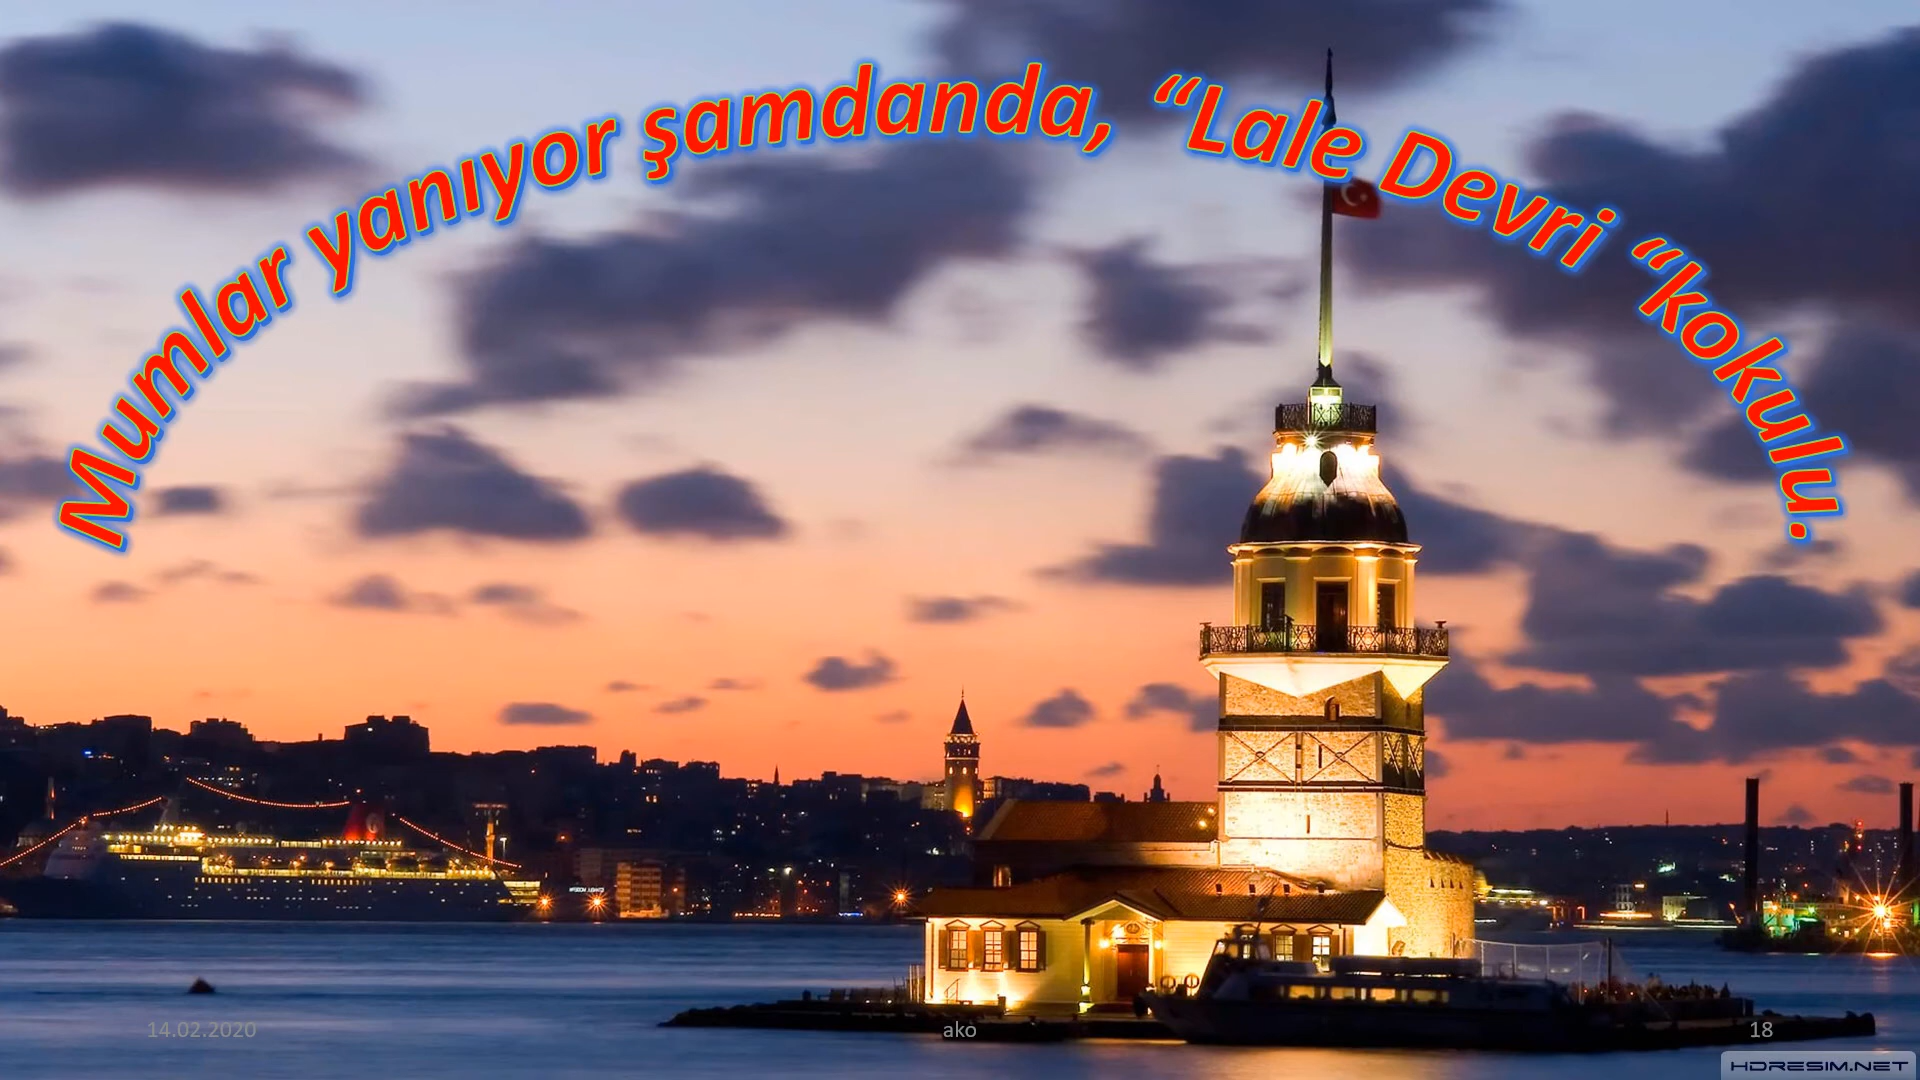 Mumlar yanıyor şamdanda, “Lale Devri “kokulu.
14.02.2020 ako 18
HDRESIM.NET